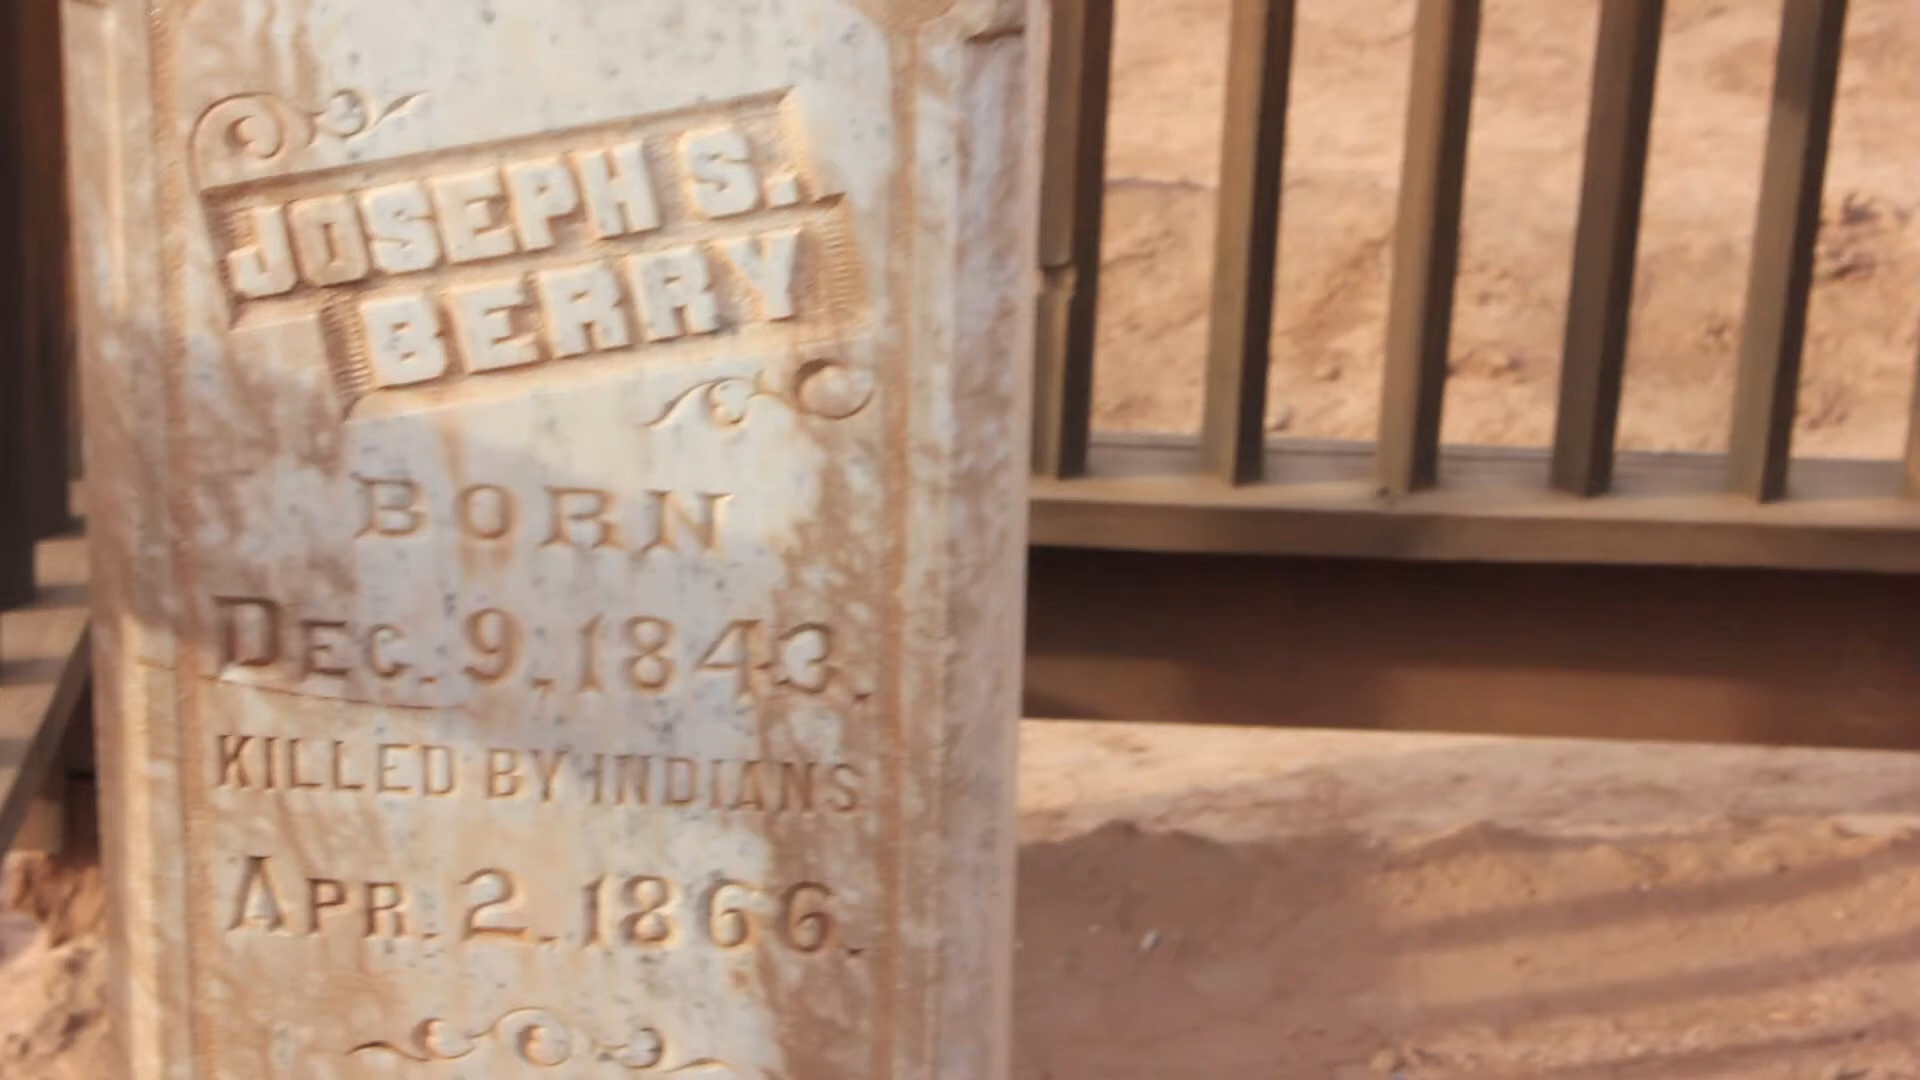 JOSEPH S.
BERRY
BORN
DEC. 9, 1843.
KILLED BY INDIANS
APR. 2. 1866.